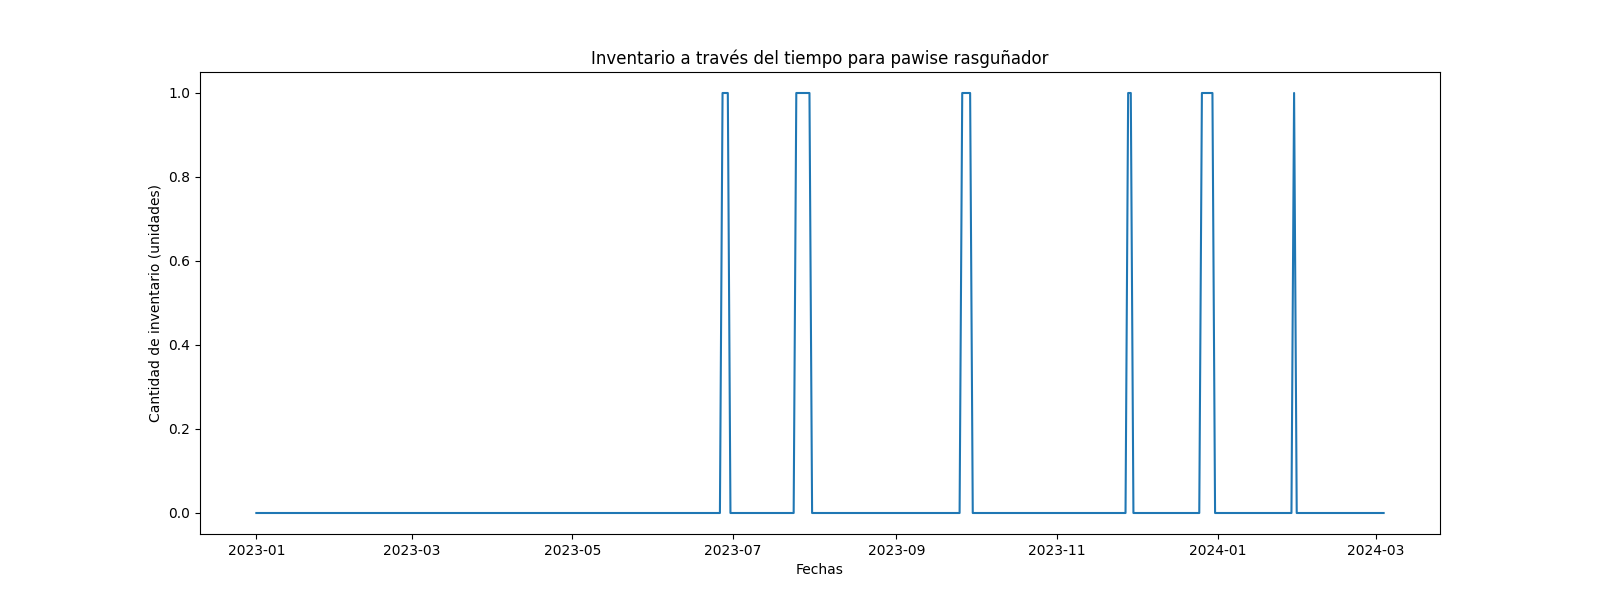 Inventario a través del tiempo para pawise rasguñador
Cantidad de inventario (unidades)
1.0
0.8
0.6
0.4
0.2
0.0
2023-01 2023-03 2023-05 2023-07 2023-09 2023-11 2024-01 2024-03
Fechas